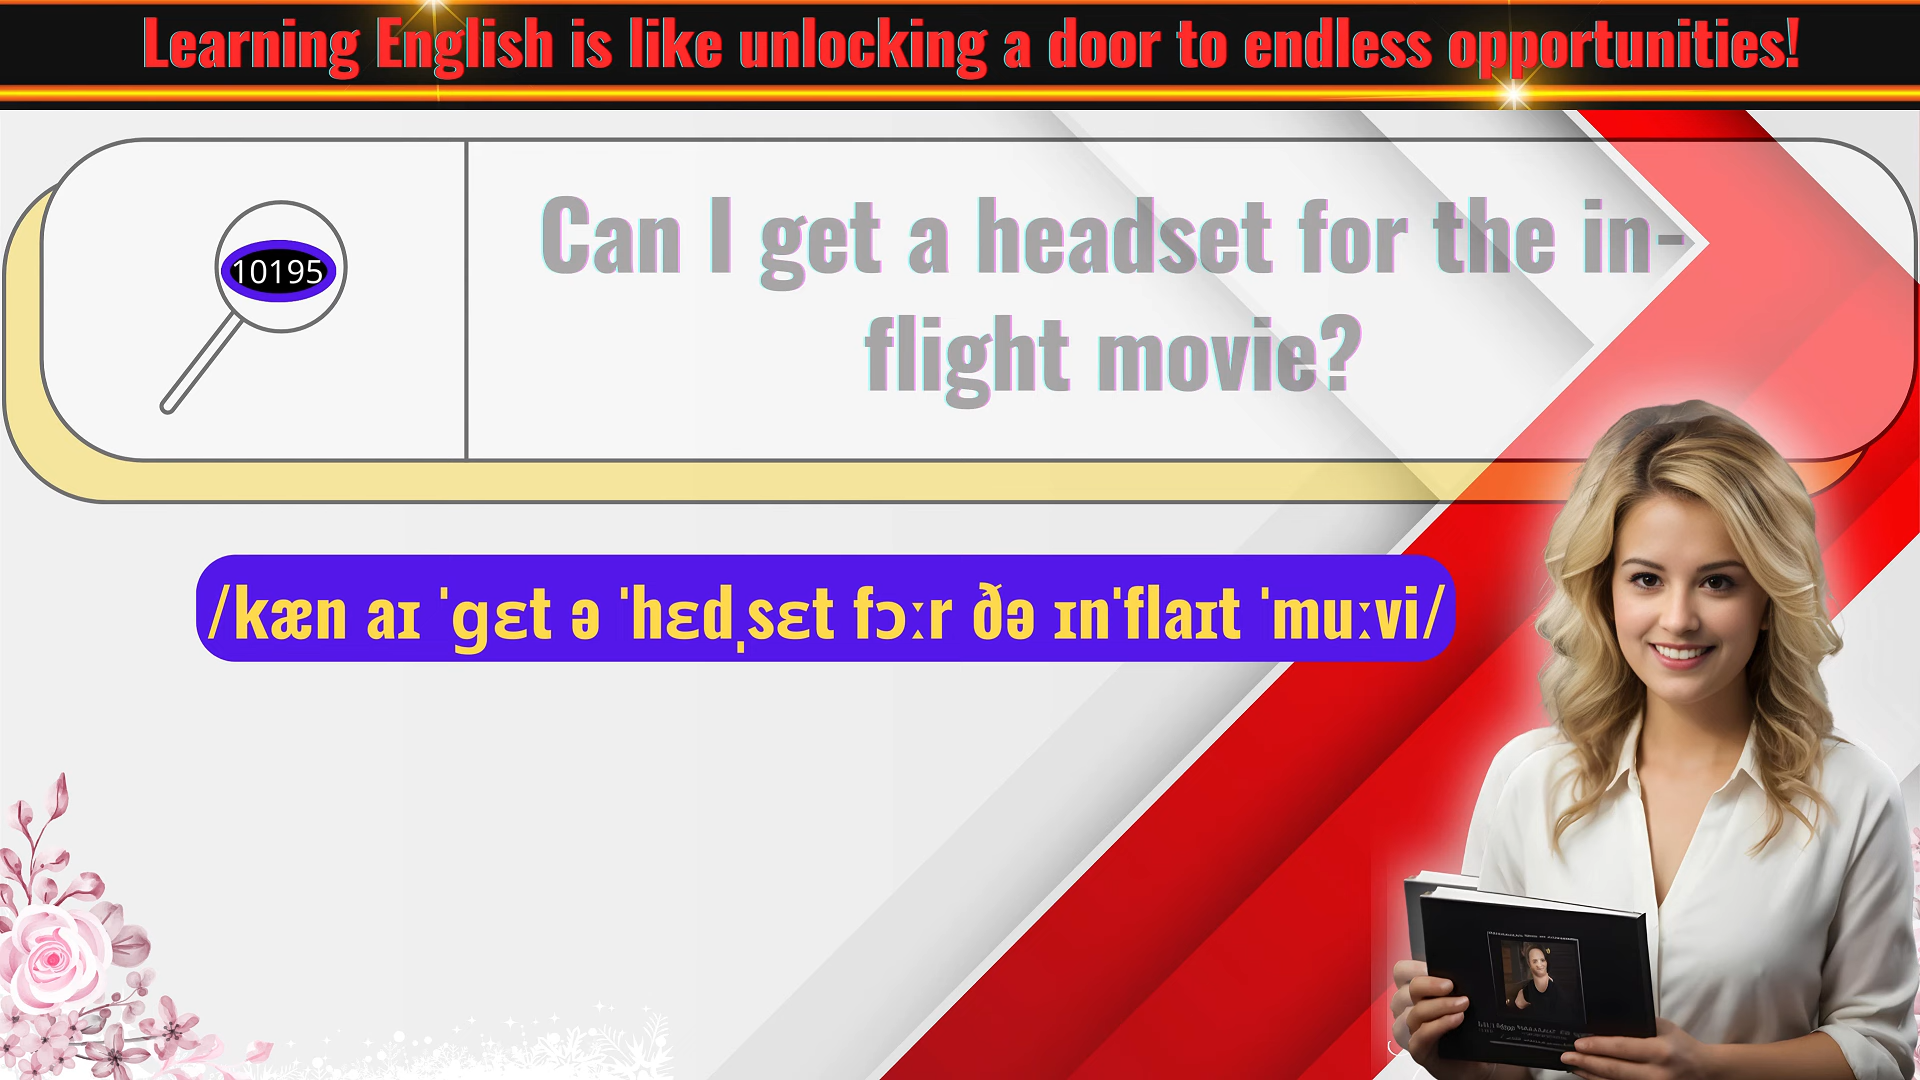 Learning English is like unlocking a door to endless opportunities!
10195
Can I get a headset for the in-
flight movie?
/kæn aɪ ˈɡɛt ə ˈhɛdˌsɛt fɔːr ðə ɪnˈflaɪt ˈmuːvi/